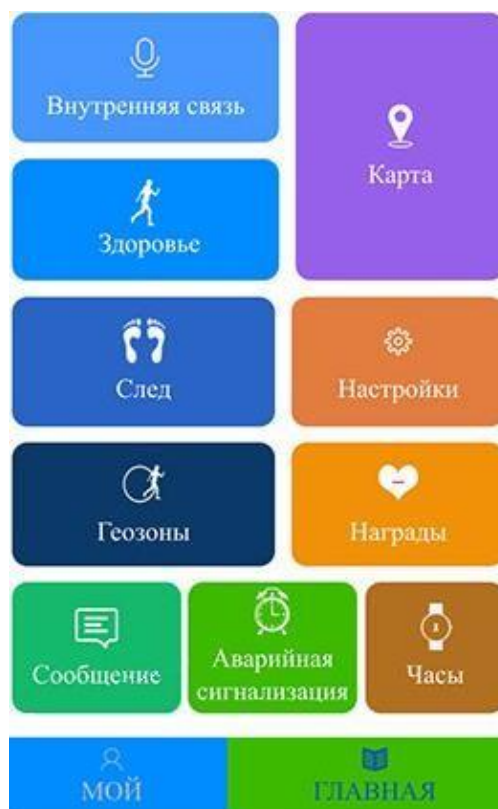 Внутренняя связь
Карта
Здоровье
След
Настройки
Геозоны
Награды
Сообщение
Аварийная
сигнализация
Часы
МОЙ
ГЛАВНАЯ